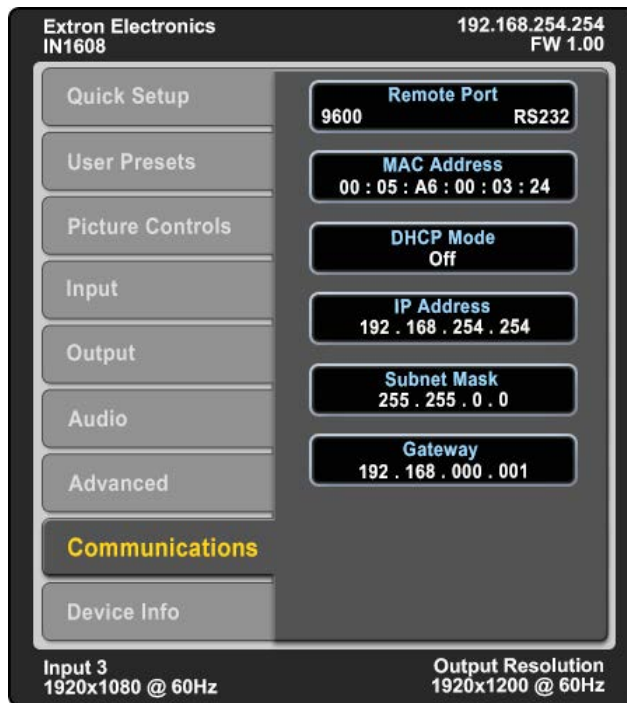 Extron Electronics
IN1608
192.168.254.254
FW 1.00
Quick Setup
User Presets
Picture Controls
Input
Output
Audio
Advanced
Communications
Device Info
Remote Port
9600 RS232
MAC Address
00 : 05 : A6 : 00 : 03 : 24
DHCP Mode
Off
IP Address
192 . 168 . 254 . 254
Subnet Mask
255 . 255 . 0 . 0
Gateway
192 . 168 . 000 . 001
Input 3
1920x1080 @ 60Hz
Output Resolution
1920x1200 @ 60Hz